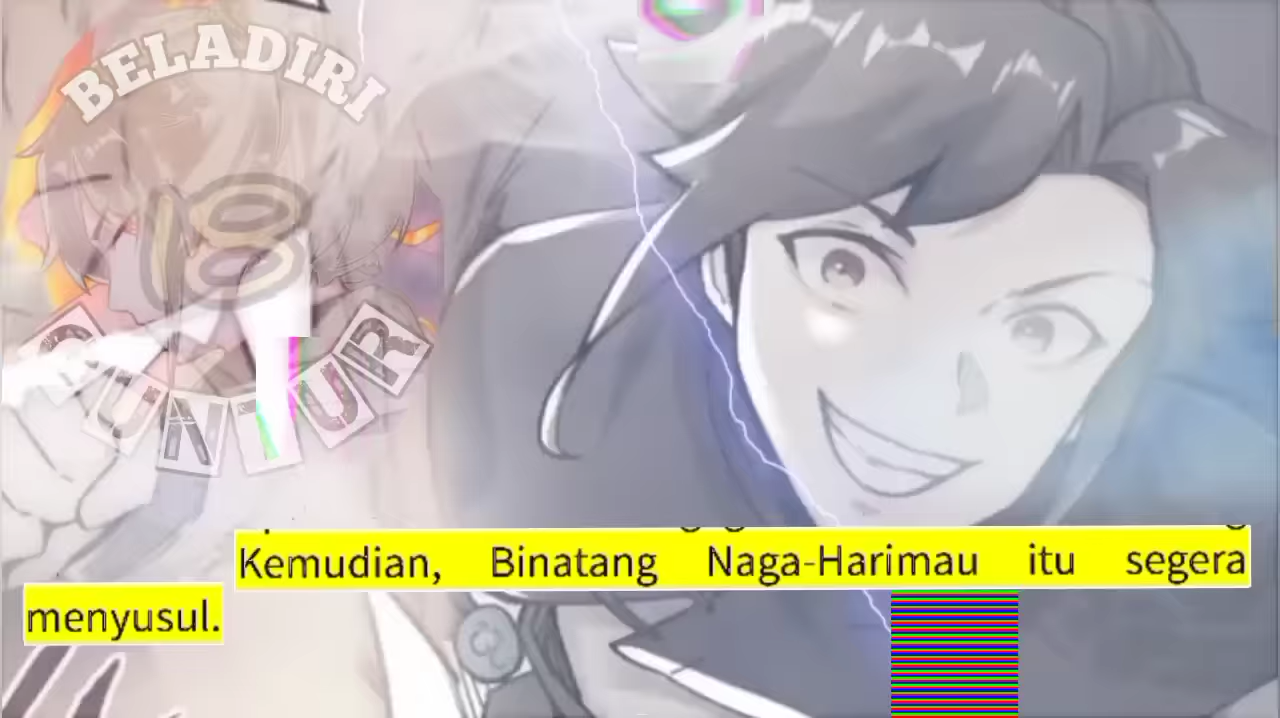 BELADIRI
GUNTUR
Kemudian, Binatang Naga-Harimau itu segera
menyusul.